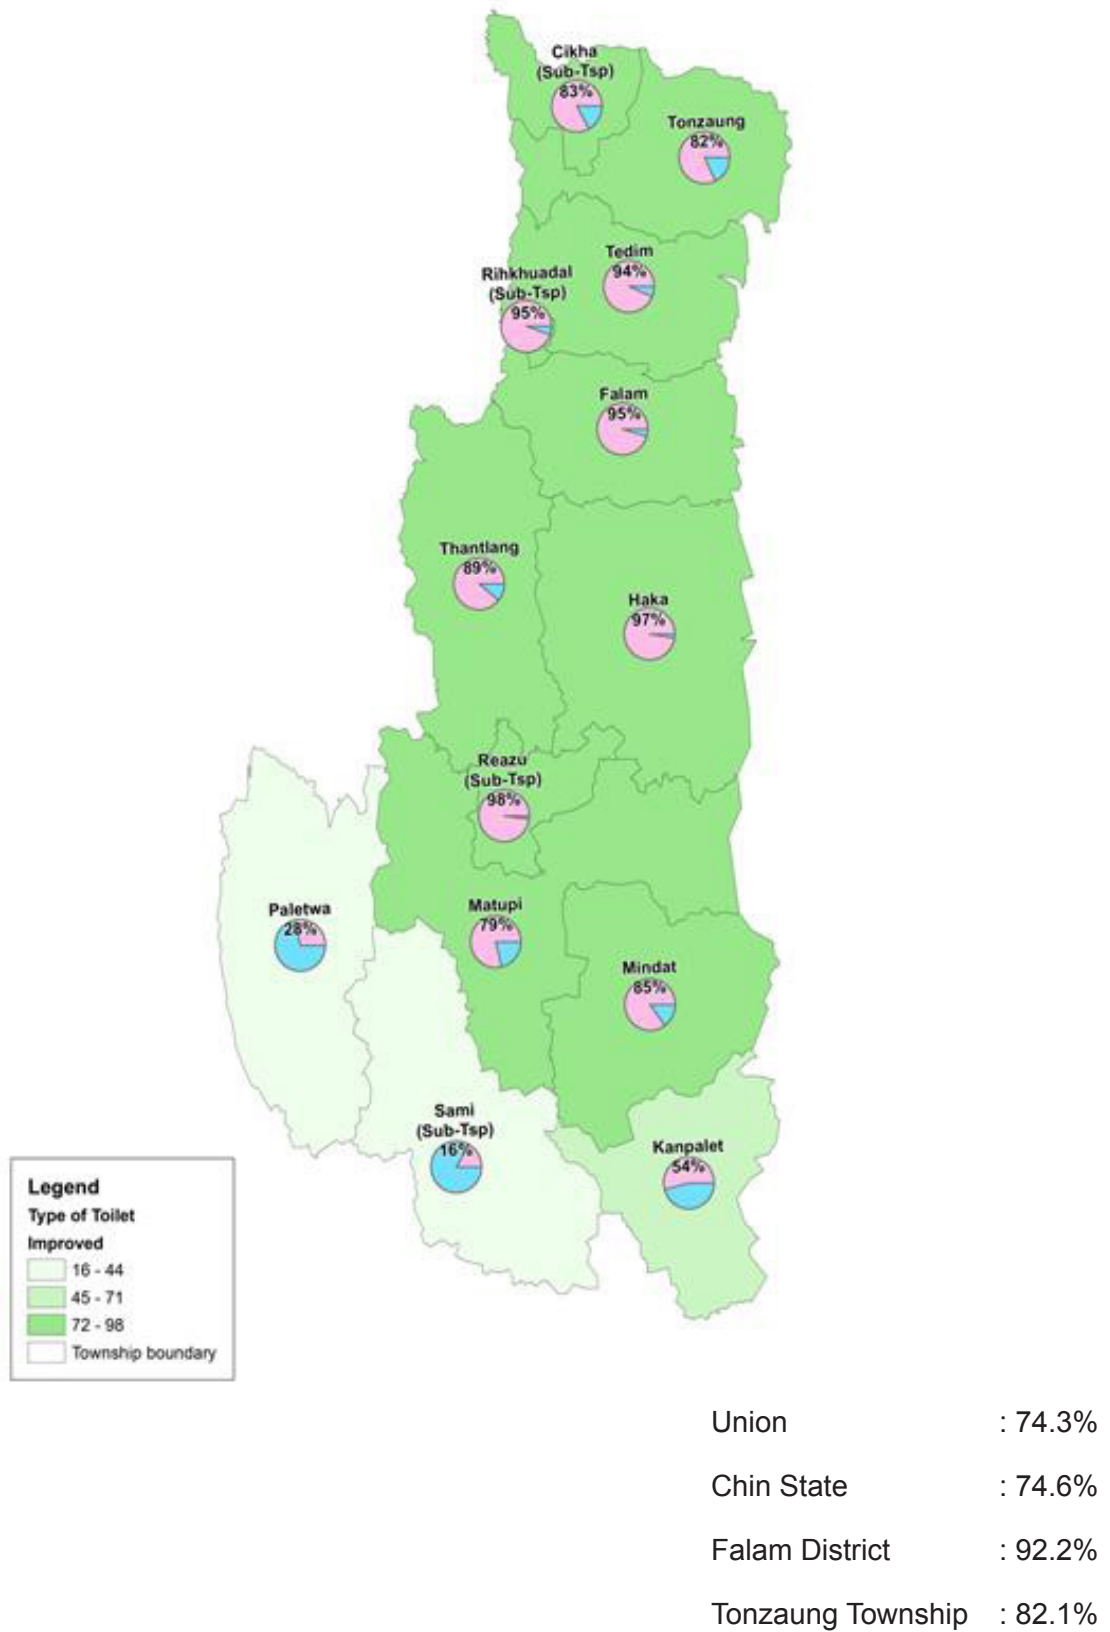 Cikha
(Sub-Tsp)
83%
Tonzaung
82%
Tedim
94%
Rihkhuadal
(Sub-Tsp)
95%
Falam
95%
Thantlang
89%
Haka
97%
Reazu
(Sub-Tsp)
98%
Paletwa
28%
Matupi
79%
Mindat
85%
Sami
(Sub-Tsp)
16%
Kanpalet
54%
Legend
Type of Toilet
Improved
16 - 44
45 - 71
72 - 98
Township boundary
Union : 74.3%
Chin State : 74.6%
Falam District : 92.2%
Tonzaung Township : 82.1%